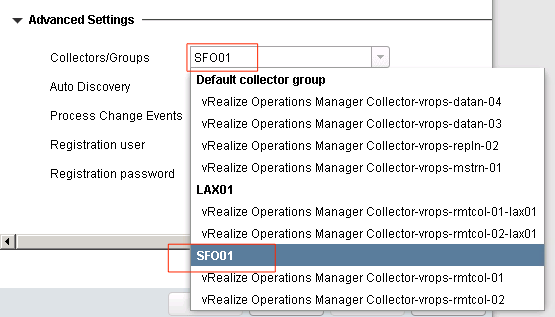 Advanced Settings
Collectors/Groups SFO01
Default collector group
Auto Discovery
vRealize Operations Manager Collector-vrops-datan-04
Process Change Events
vRealize Operations Manager Collector-vrops-datan-03
Registration user
vRealize Operations Manager Collector-vrops-repln-02
Registration password
vRealize Operations Manager Collector-vrops-mstrn-01
LAX01
vRealize Operations Manager Collector-vrops-rmtcol-01-lax01
vRealize Operations Manager Collector-vrops-rmtcol-02-lax01
SFO01
vRealize Operations Manager Collector-vrops-rmtcol-01
vRealize Operations Manager Collector-vrops-rmtcol-02